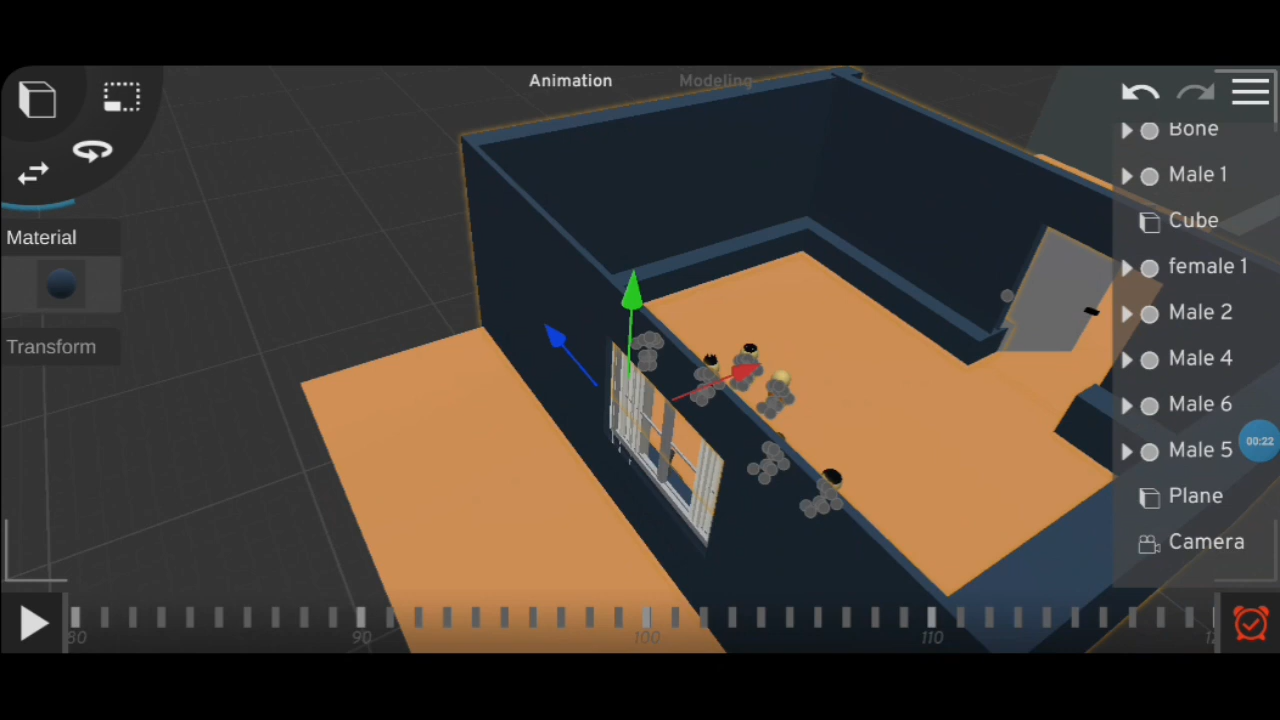 Animation
Modeling
Bone
Male 1
Cube
female 1
Male 2
Male 4
Male 6
Male 5
Plane
Camera
Material
Transform
00:22
80
90
100
110